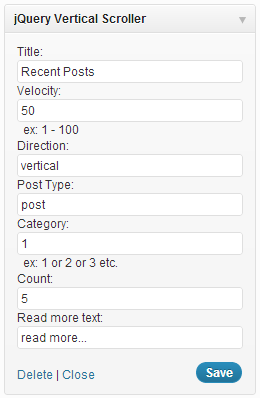 jQuery Vertical Scroller
Title:
Recent Posts
Velocity:
50
ex: 1 - 100
Direction:
vertical
Post Type:
post
Category:
1
ex: 1 or 2 or 3 etc.
Count:
5
Read more text:
read more...
Delete | Close Save